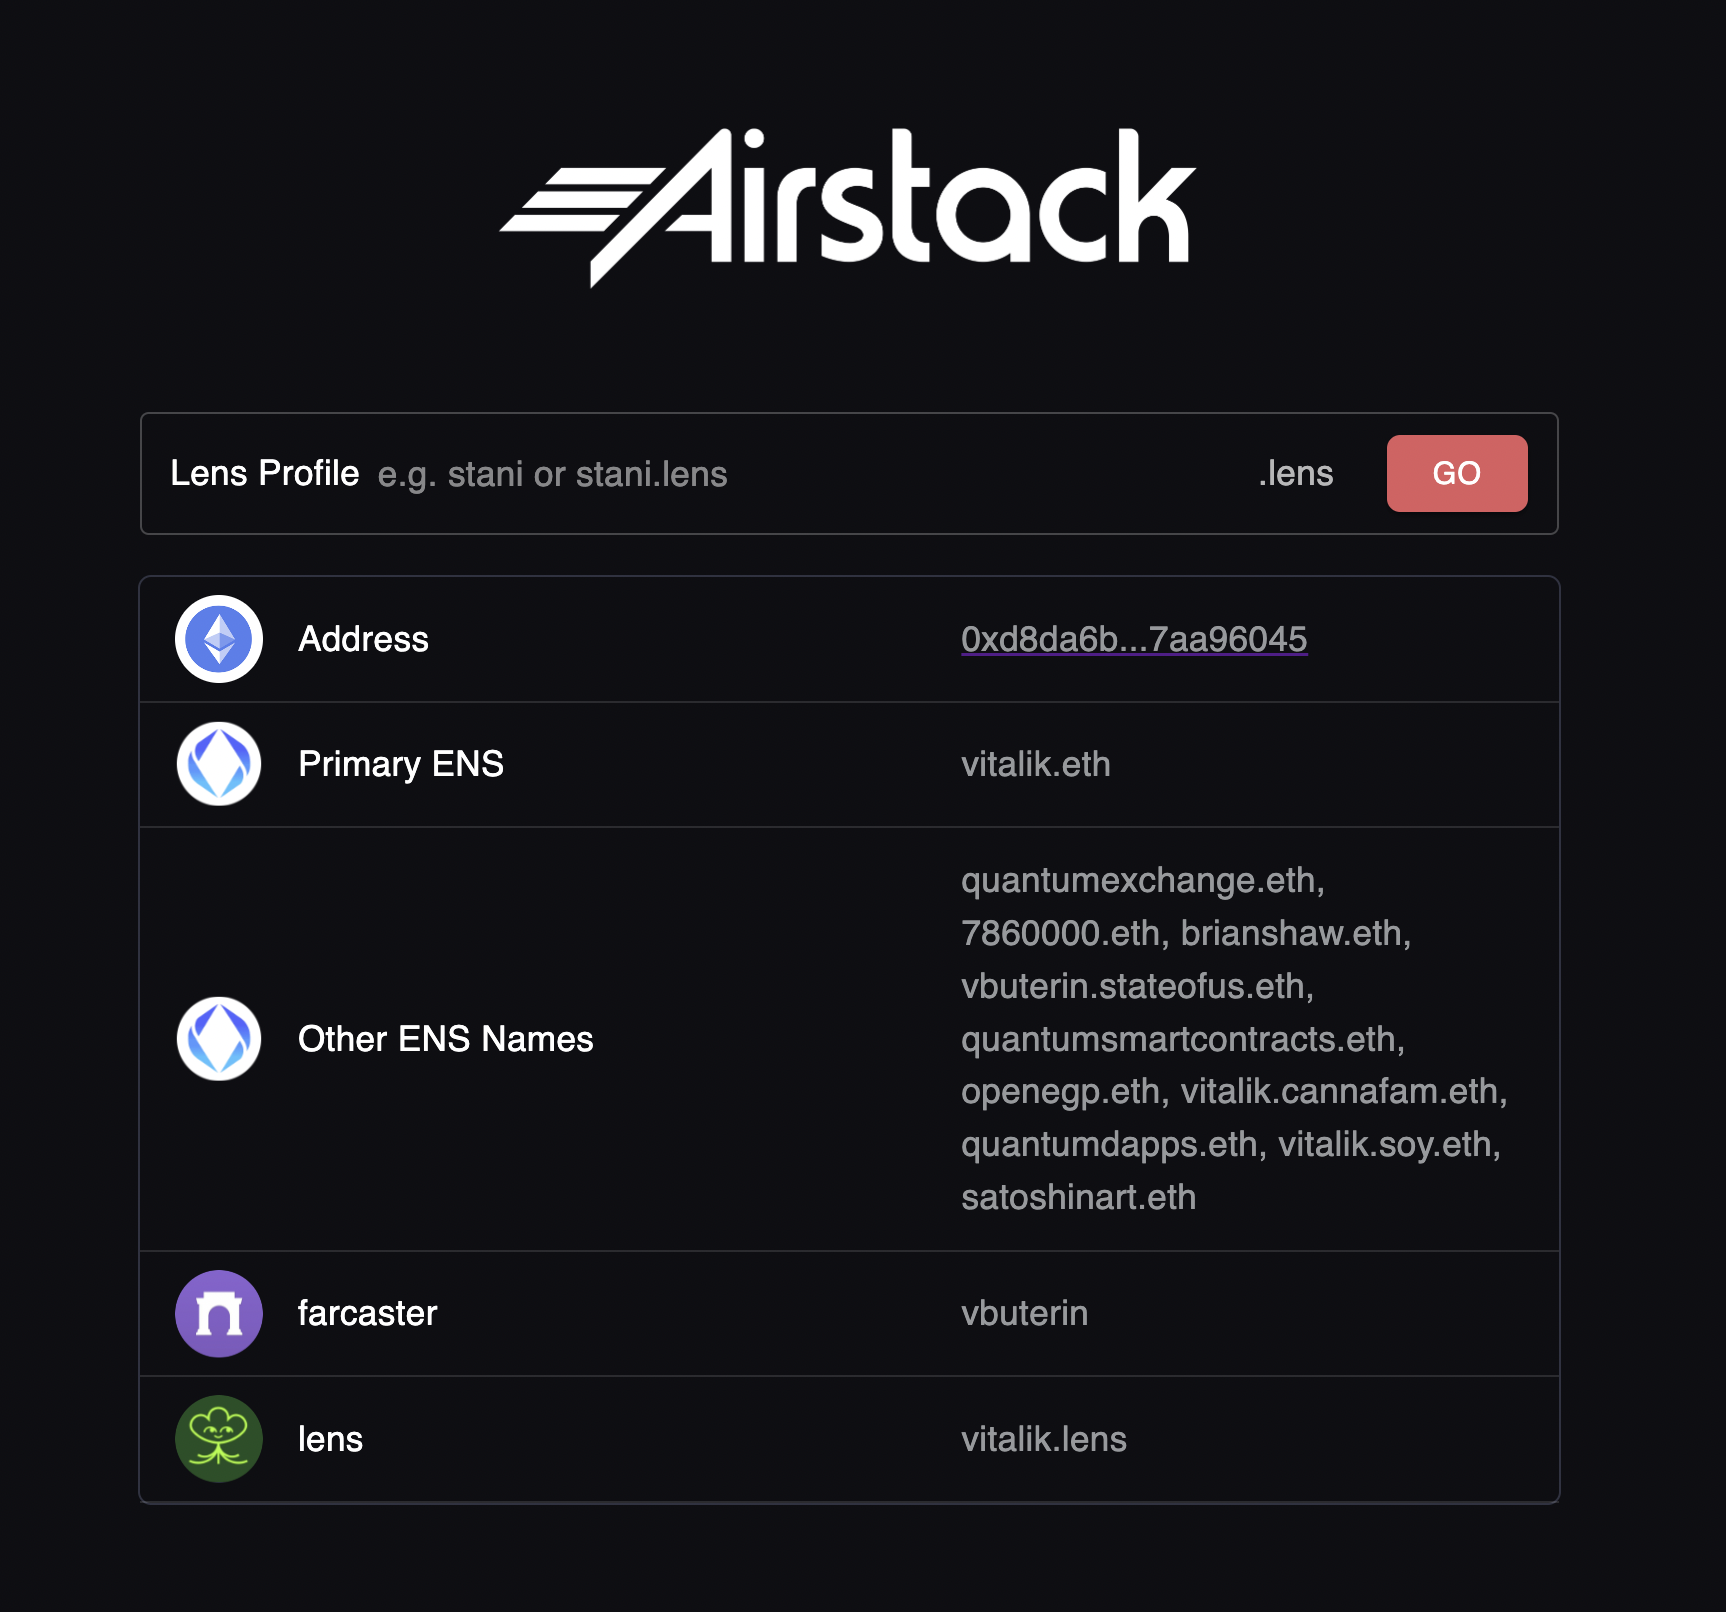 Airstack
Lens Profile e.g. stani or stani.lens .lens GO
Address 0xd8da6b...7aa96045
Primary ENS vitalik.eth
quantumexchange.eth,
7860000.eth, brianshaw.eth,
vbuterin.stateofus.eth,
Other ENS Names quantumsmartcontracts.eth,
openegp.eth, vitalik.cannafam.eth,
quantumdapps.eth, vitalik.soy.eth,
satoshinart.eth
farcaster vbuterin
lens vitalik.lens